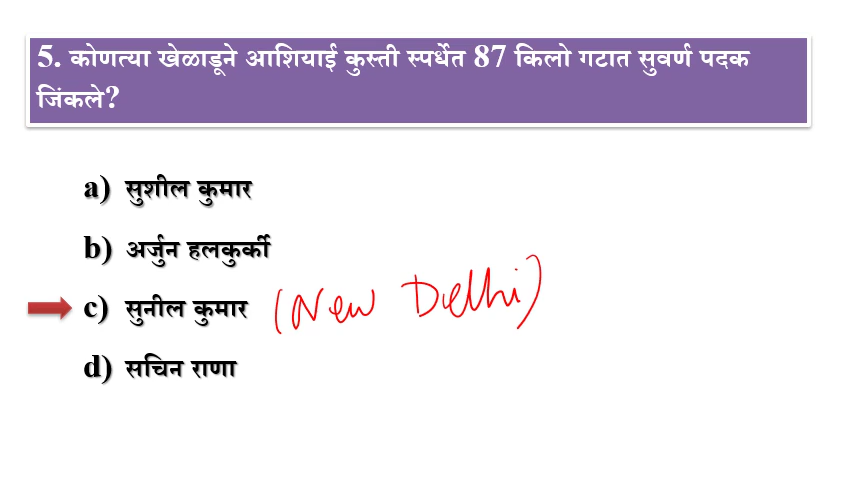 5. कोणत्या खेळाडूने आशियाई कुस्ती स्पर्धेत 87 किलो गटात सुवर्ण पदक
जिंकले?
a) सुशील कुमार
b) अर्जुन हलकुर्की
c) सुनील कुमार (New Delhi)
d) सचिन राणा